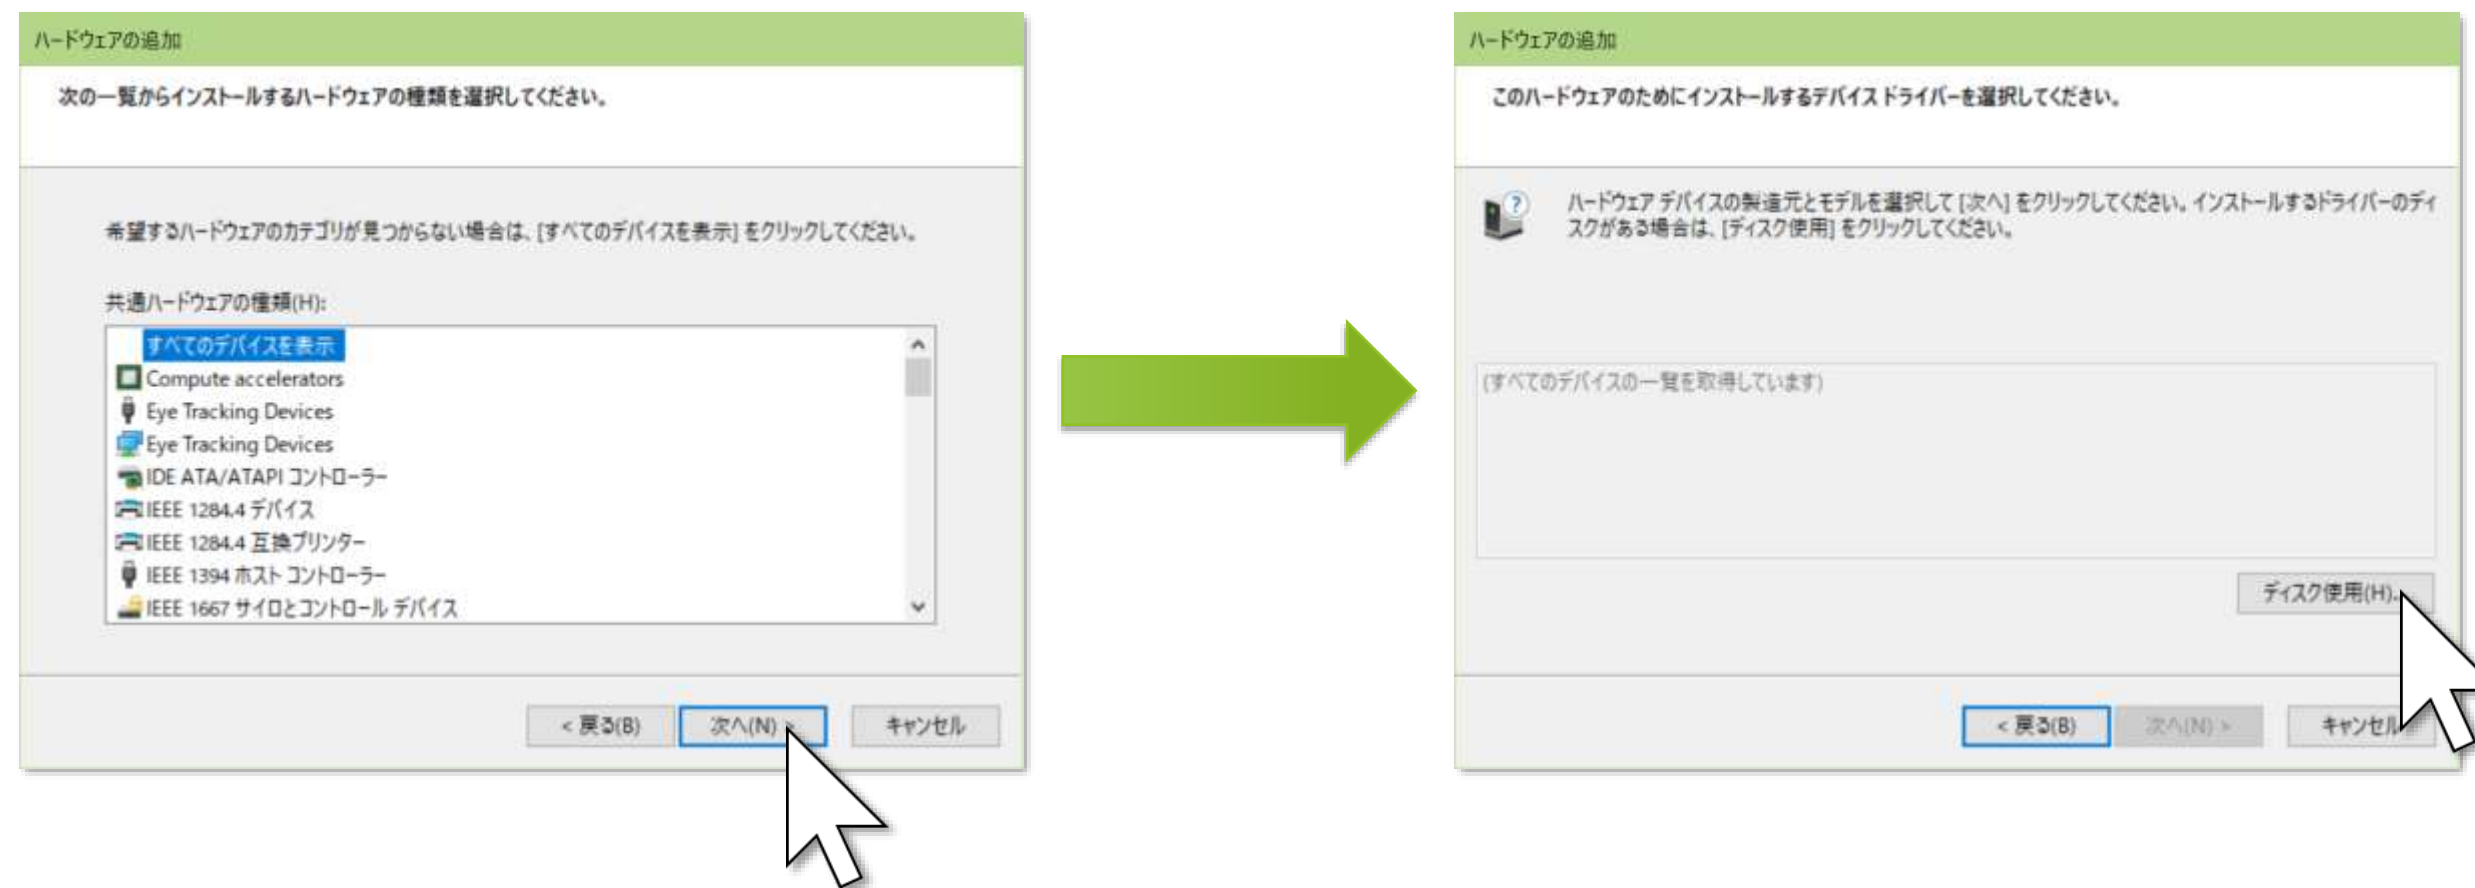 ハードウェアの追加
次の一覧からインストールするハードウェアの種類を選択してください。
希望するハードウェアのカテゴリが見つからない場合は、[すべてのデバイスを表示] をクリックしてください。
共通ハードウェアの種類(H):
すべてのデバイスを表示
Compute accelerators
Eye Tracking Devices
Eye Tracking Devices
IDE ATA/ATAPI コントローラー
IEEE 1284.4 デバイス
IEEE 1284.4 互換プリンター
IEEE 1394 ホスト コントローラー
IEEE 1667 サイロとコントロール デバイス
< 戻る(B)
次へ(N) >
キャンセル
ハードウェアの追加
このハードウェアのためにインストールするデバイス ドライバーを選択してください。
ハードウェア デバイスの製造元とモデルを選択して [次へ] をクリックしてください。インストールするドライバーのディ
スクがある場合は、[ディスク使用] をクリックしてください。
(すべてのデバイスの一覧を取得しています)
ディスク使用(H)...
< 戻る(B)
次へ(N) >
キャンセル